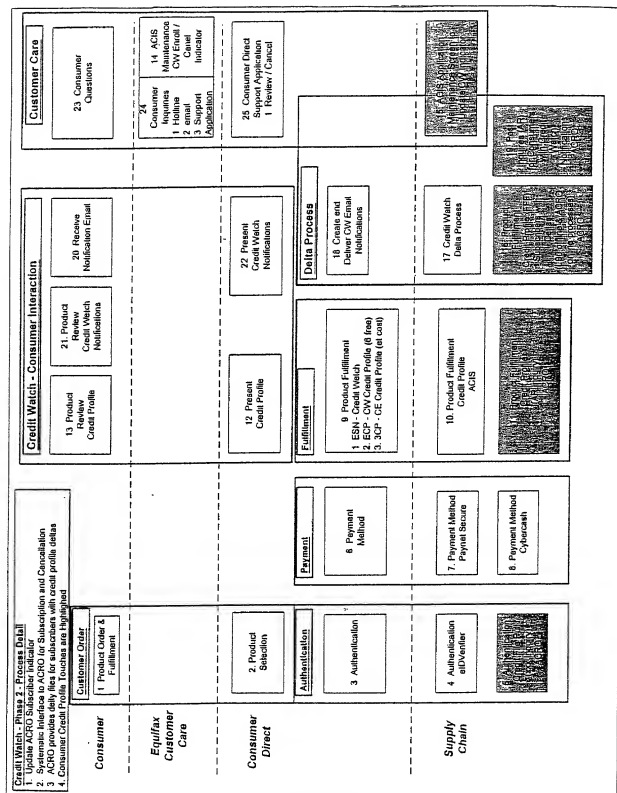 Credit Watch - Phase 2 - Process Detail
1. Update ACRO Subscriber Indicator
2. Systematic Interface to ACRO for Subscription and Cancellation
3 ACRO provides daily files for subscribers with credit profile deltas
4. Consumer Credit Profile Touches are Highlighted
Consumer
Equifax
Customer
Care
Consumer
Direct
Supply
Chain
Customer Order
1 Product Order &
Fulfillment
2. Product
Selection
Authentication
3 Authentication
4 Authentication
eIDVerifier
Payment
6 Payment
Method
7. Payment Method
Paynet Secure
8. Payment Method
Cybercash
Credit Watch - Consumer Interaction
13 Product
Review
Credit Profile
21. Product
Review
Credit Watch
Notifications
20 Receive
Notification Email
12 Present
Credit Profile
22 Present
Credit Watch
Notifications
Fulfillment
9 Product Fulfillment
1 ESN - Credit Watch
2. ECP - CW Credit Profile (6 free)
3. 3CP - CE Credit Profile (at cost)
10. Product Fulfillment
Credit Profile
ACIS
Delta Process
18 Create and
Deliver CW Email
Notifications
17 Credit Watch
Delta Process
Customer Care
23 Consumer
Questions
24
Consumer
Inquiries
1 Hotline
2 email
3 Support
Application
14 ACIS
Maintenance
CW Enroll /
Cancel
Indicator
25 Consumer Direct
Support Application
1 Review / Cancel